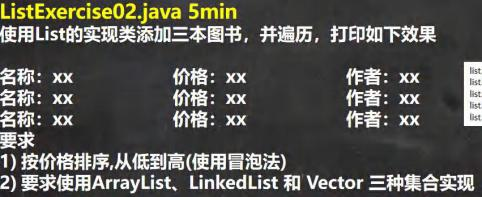 ListExercise02.java 5min
使用List的实现类添加三本图书，并遍历，打印如下效果
名称：xx 价格：xx 作者：xx
名称：xx 价格：xx 作者：xx
名称：xx 价格：xx 作者：xx
list.
list.
list.
list.
list.
要求
1) 按价格排序,从低到高(使用冒泡法)
2) 要求使用ArrayList、LinkedList 和 Vector 三种集合实现